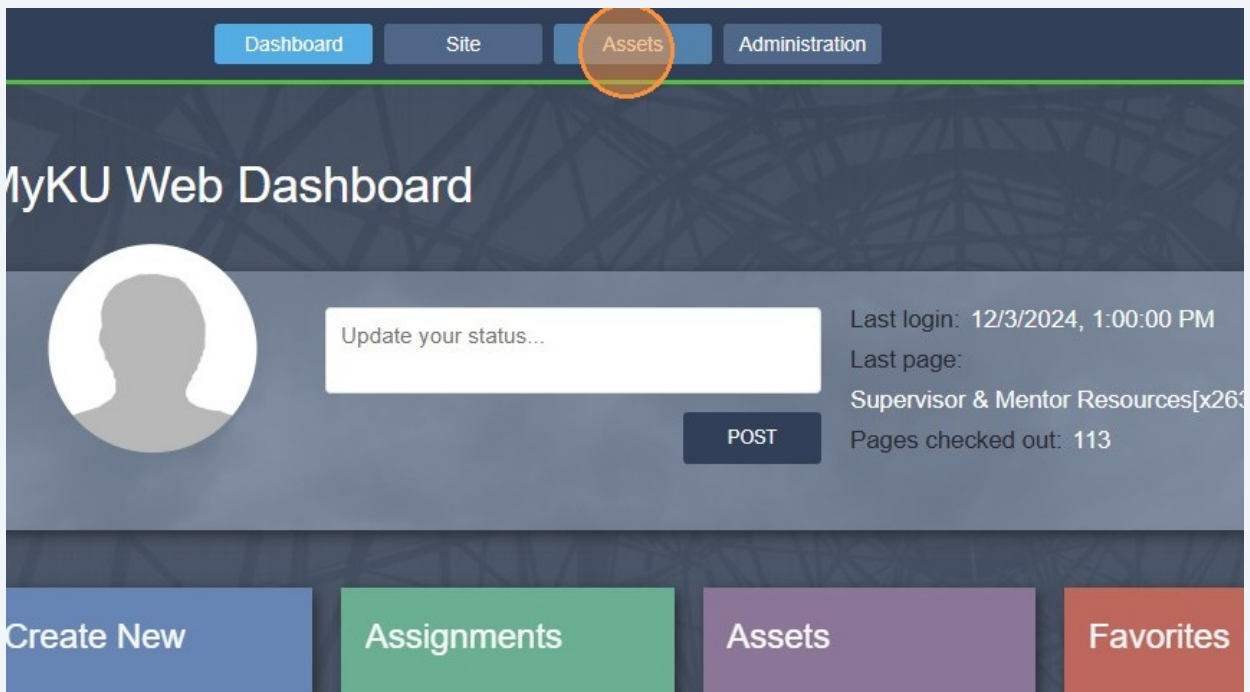 Dashboard Site Assets Administration
MyKU Web Dashboard
Update your status...
POST
Last login: 12/3/2024, 1:00:00 PM
Last page:
Supervisor & Mentor Resources[x263
Pages checked out: 113
Create New Assignments Assets Favorites